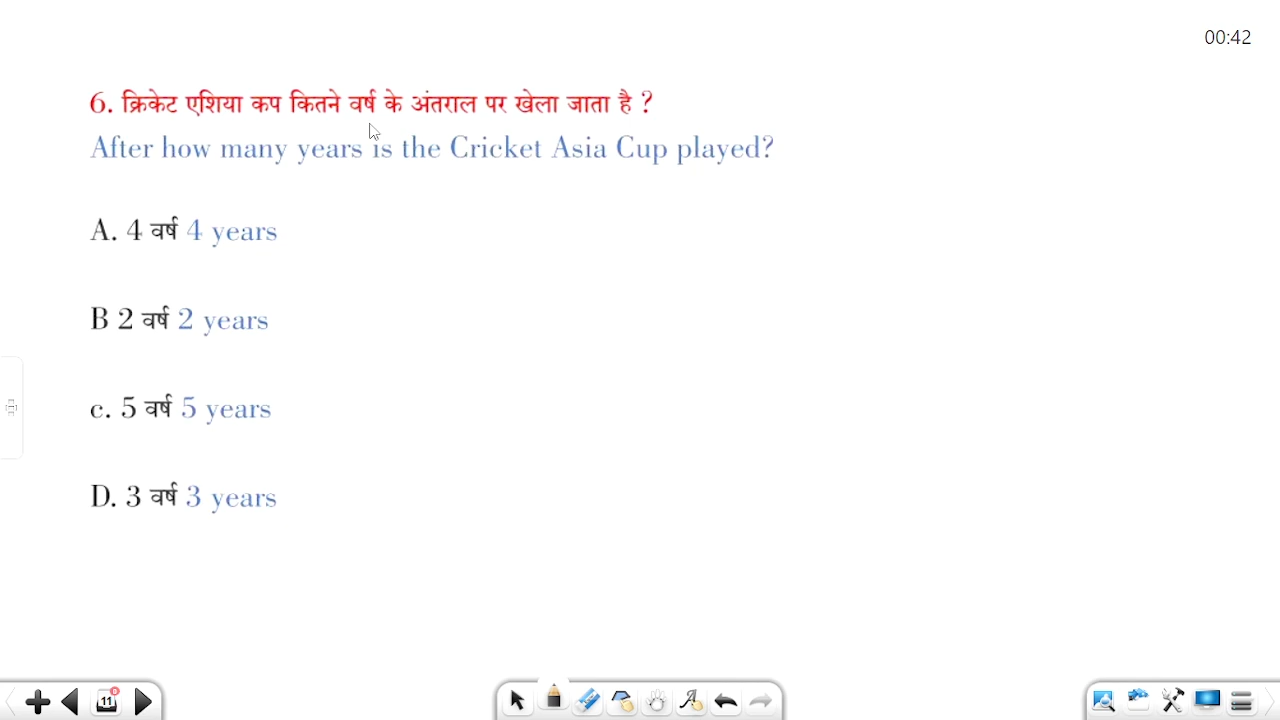 00:42
6. क्रिकेट एशिया कप कितने वर्ष के अंतराल पर खेला जाता है ?
After how many years is the Cricket Asia Cup played?
A. 4 वर्ष 4 years
B 2 वर्ष 2 years
c. 5 वर्ष 5 years
D. 3 वर्ष 3 years
11